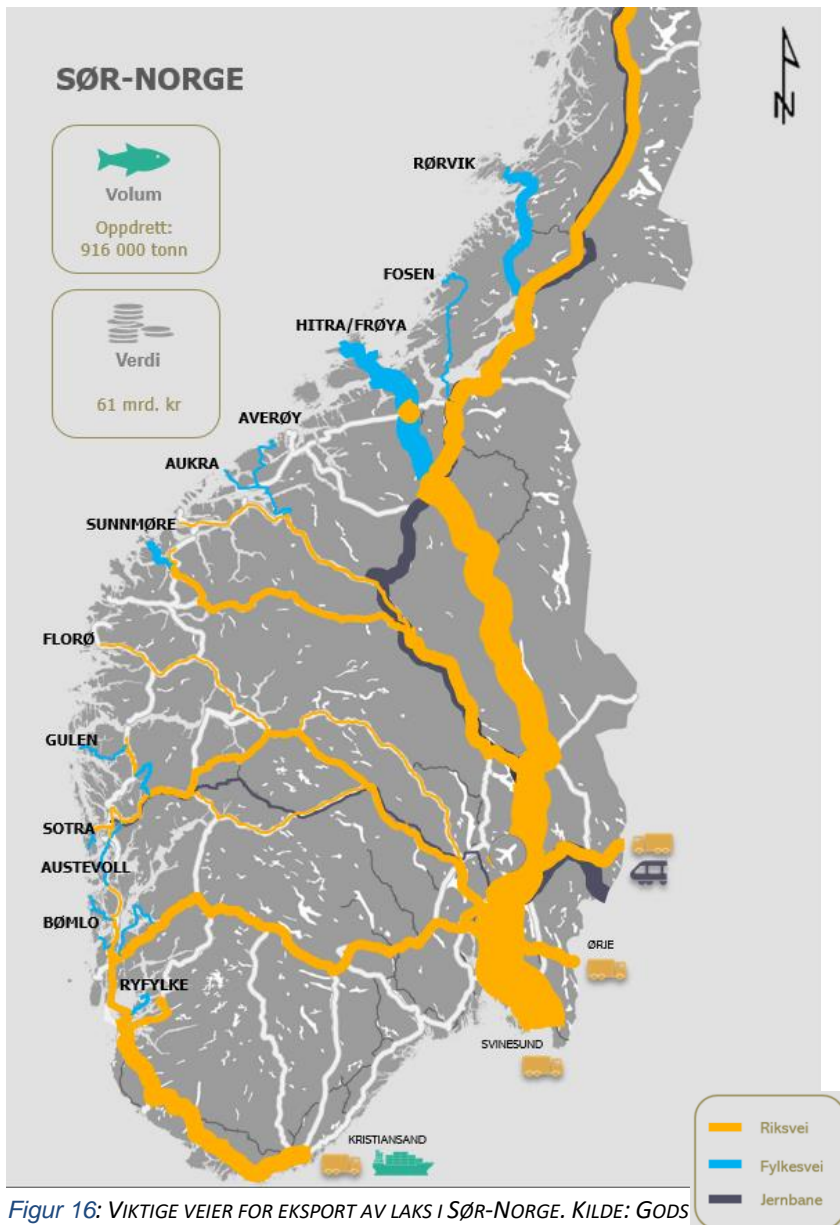 SØR-NORGE
Volum
Oppdrett:
916 000 tonn
Verdi
61 mrd. kr
RØRVIK
FOSEN
HITRA/FRØYA
AVERØY
AUKRA
SUNNMØRE
FLORØ
GULEN
SOTRA
AUSTEVOLL
BØMLO
RYFYLKE
ØRJE
SVINESUND
KRISTIANSAND
N
Riksvei
Fylkesvei
Jernbane
Figur 16: VIKTIGE VEIER FOR EKSPORT AV LAKS I SØR-NORGE. KILDE: GODS